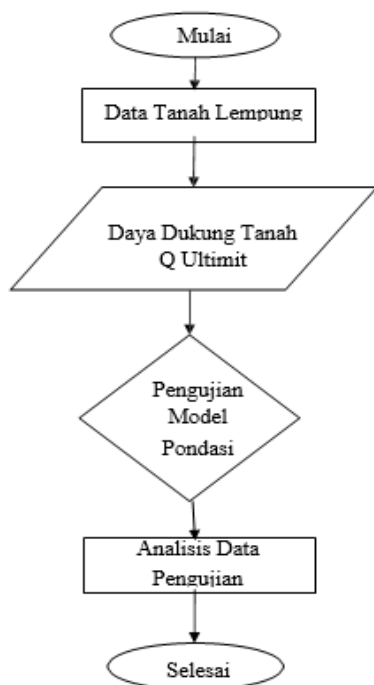 Mulai
Data Tanah Lempung
Daya Dukung Tanah
Q Ultimit
Pengujian
Model
Pondasi
Analisis Data
Pengujian
Selesai